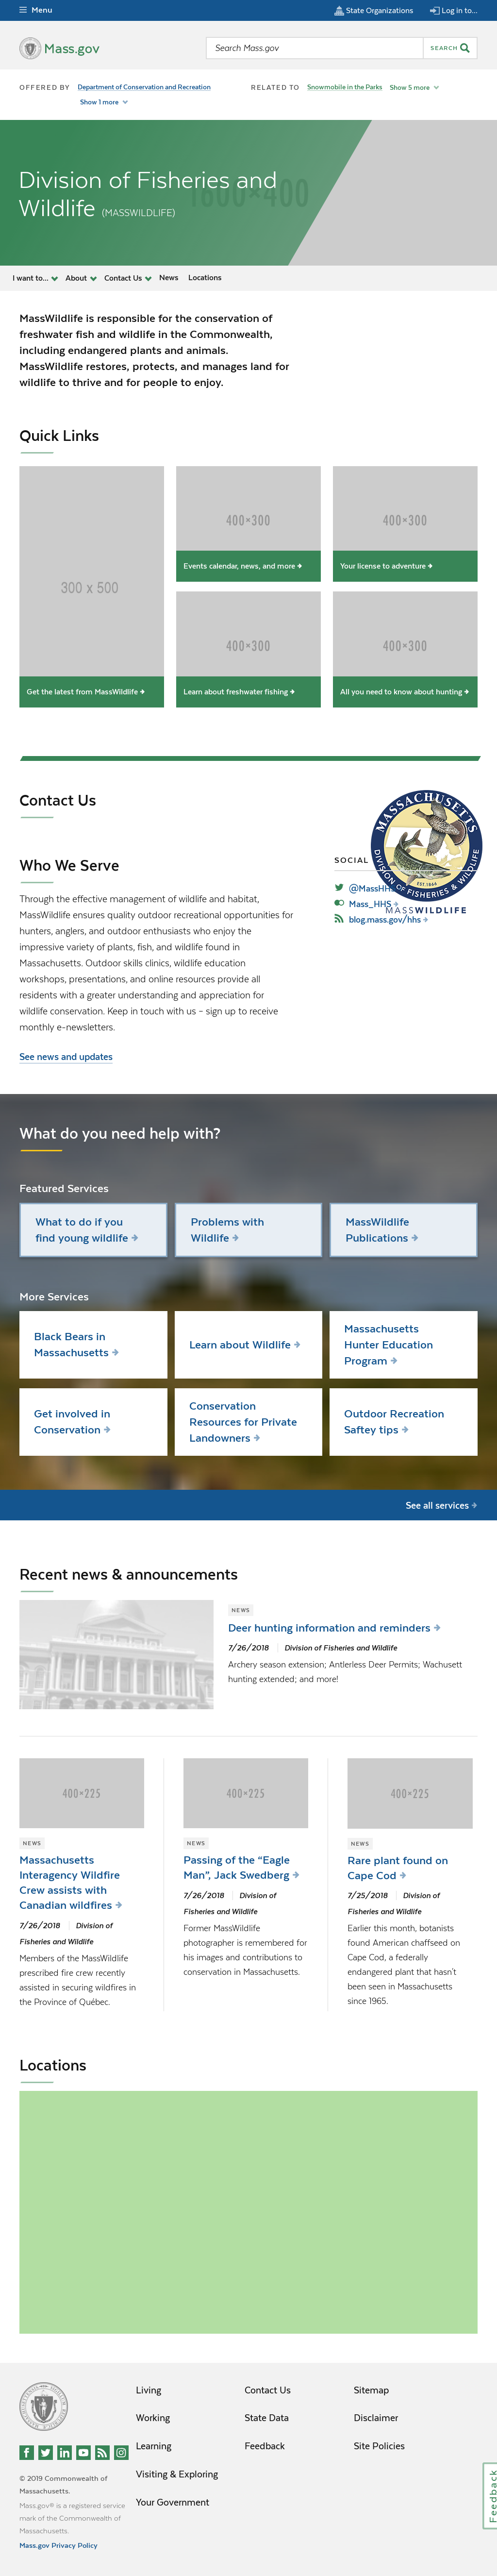 Menu
State Organizations
Log in to...
Mass.gov
Search Mass.gov
SEARCH
OFFERED BY
Department of Conservation and Recreation
Show 1 more
RELATED TO
Snowmobile in the Parks
Show 5 more
1600×400
Division of Fisheries and
Wildlife (MASSWILDLIFE)
I want to...
About
Contact Us
News
Locations
MassWildlife is responsible for the conservation of
freshwater fish and wildlife in the Commonwealth,
including endangered plants and animals.
MassWildlife restores, protects, and manages land for
wildlife to thrive and for people to enjoy.
Quick Links
300 x 500
Get the latest from MassWildlife
400×300
Events calendar, news, and more
400×300
Your license to adventure
400×300
Learn about freshwater fishing
400×300
All you need to know about hunting
Contact Us
Who We Serve
Through the effective management of wildlife and habitat,
MassWildlife ensures quality outdoor recreational opportunities for
hunters, anglers, and outdoor enthusiasts who enjoy the
impressive variety of plants, fish, and wildlife found in
Massachusetts. Outdoor skills clinics, wildlife education
workshops, presentations, and online resources provide all
residents with a greater understanding and appreciation for
wildlife conservation. Keep in touch with us – sign up to receive
monthly e-newsletters.
See news and updates
SOCIAL
@MassHHS
Mass_HHS
blog.mass.gov/hhs
MASSACHUSETTS
DIVISION OF FISHERIES & WILDLIFE
EST. 1866
MASSWILDLIFE
What do you need help with?
Featured Services
What to do if you
find young wildlife
Problems with
Wildlife
MassWildlife
Publications
More Services
Black Bears in
Massachusetts
Learn about Wildlife
Massachusetts
Hunter Education
Program
Get involved in
Conservation
Conservation
Resources for Private
Landowners
Outdoor Recreation
Saftey tips
See all services
Recent news & announcements
NEWS
Deer hunting information and reminders
7/26/2018 Division of Fisheries and Wildlife
Archery season extension; Antlerless Deer Permits; Wachusett
hunting extended; and more!
400×225
NEWS
Massachusetts
Interagency Wildfire
Crew assists with
Canadian wildfires
7/26/2018 Division of
Fisheries and Wildlife
Members of the MassWildlife
prescribed fire crew recently
assisted in securing wildfires in
the Province of Québec.
400×225
NEWS
Passing of the “Eagle
Man”, Jack Swedberg
7/26/2018 Division of
Fisheries and Wildlife
Former MassWildlife
photographer is remembered for
his images and contributions to
conservation in Massachusetts.
400×225
NEWS
Rare plant found on
Cape Cod
7/25/2018 Division of
Fisheries and Wildlife
Earlier this month, botanists
found American chaffseed on
Cape Cod, a federally
endangered plant that hasn't
been seen in Massachusetts
since 1965.
Locations
Living
Working
Learning
Visiting & Exploring
Your Government
Contact Us
State Data
Feedback
Sitemap
Disclaimer
Site Policies
© 2019 Commonwealth of
Massachusetts.
Mass.gov® is a registered service
mark of the Commonwealth of
Massachusetts.
Mass.gov Privacy Policy
Feedback